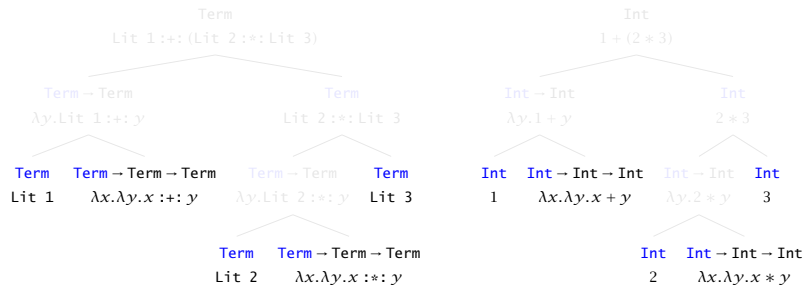 Term Int
Lit 1 :+: (Lit 2 :*: Lit 3) 1 + (2 * 3)
Term → Term Term Int → Int Int
λy.Lit 1 :+: y Lit 2 :*: Lit 3 λy.1 + y 2 * 3
Term Term → Term → Term Term → Term Term Int Int → Int → Int Int → Int Int
Lit 1 λx.λy.x :+: y λy.Lit 2 :*: y Lit 3 1 λx.λy.x + y λy.2 * y 3
Term Term → Term → Term Int Int → Int → Int
Lit 2 λx.λy.x :*: y 2 λx.λy.x * y